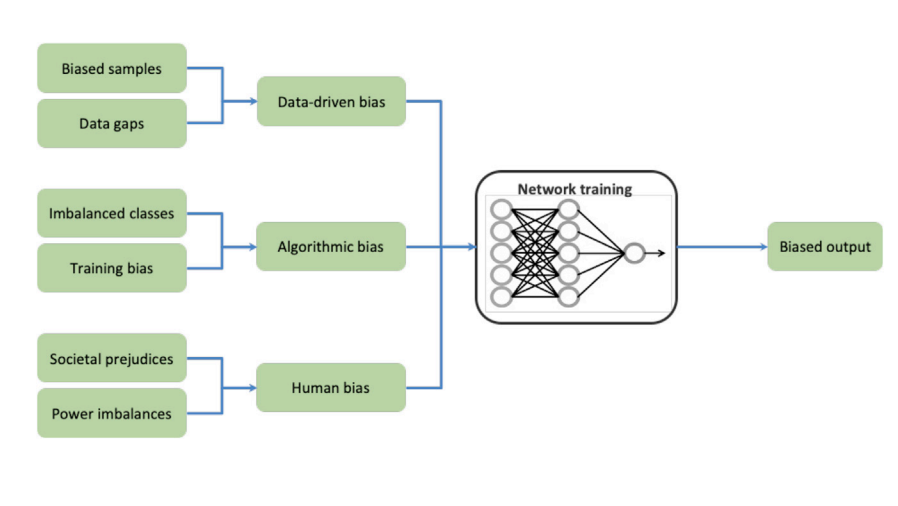 Biased samples
Data gaps
Data-driven bias
Imbalanced classes
Training bias
Algorithmic bias
Societal prejudices
Power imbalances
Human bias
Network training
Biased output